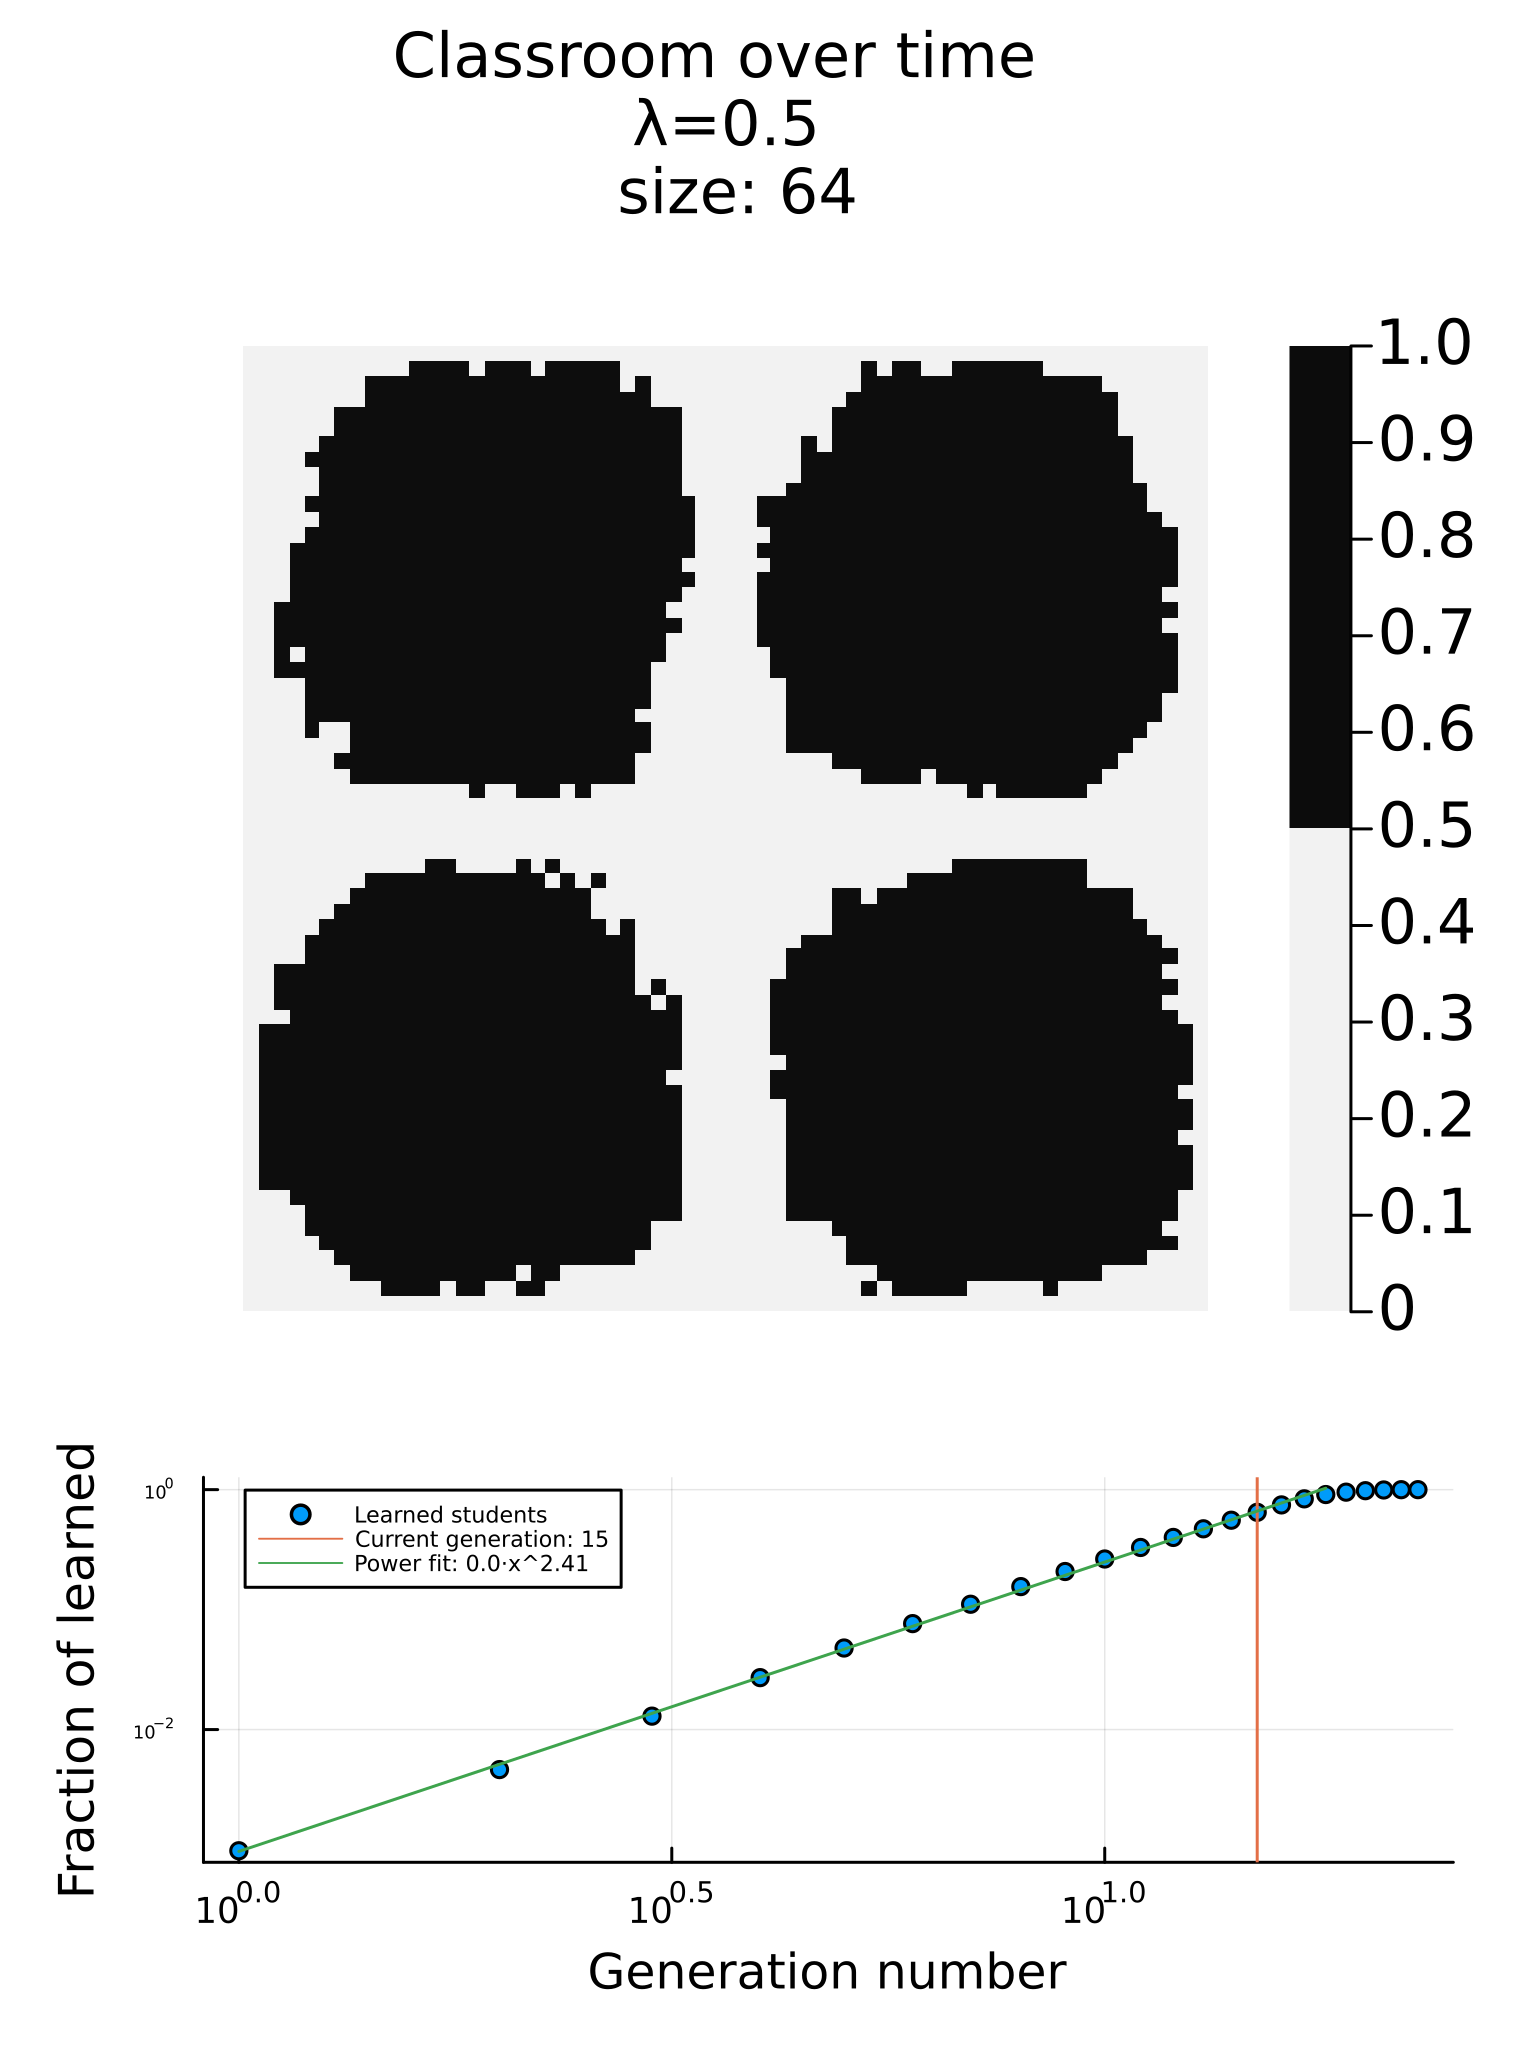 Classroom over time
λ=0.5
size: 64
1.0
0.9
0.8
0.7
0.6
0.5
0.4
0.3
0.2
0.1
0
Fraction of learned
10⁰
10⁻²
Learned students
Current generation: 15
Power fit: 0.0·x^2.41
10^0.0
10^0.5
10^1.0
Generation number